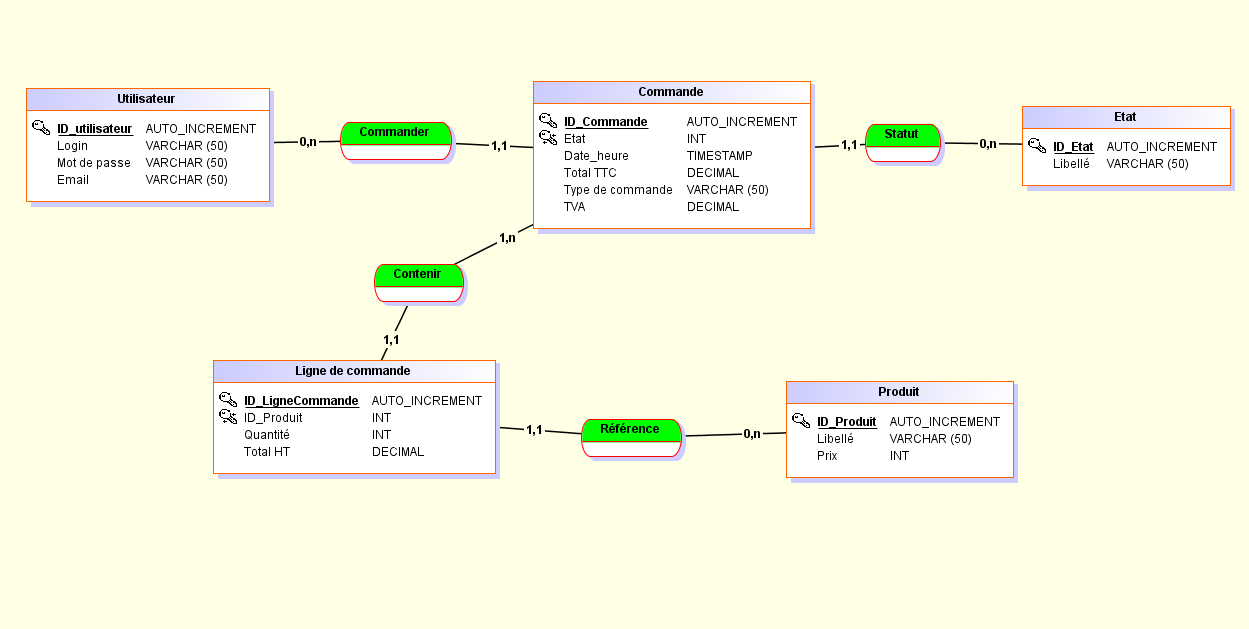 Utilisateur
ID_utilisateur AUTO_INCREMENT
Login VARCHAR (50)
Mot de passe VARCHAR (50)
Email VARCHAR (50)
0,n
Commander
1,1
Commande
ID_Commande AUTO_INCREMENT
Etat INT
Date_heure TIMESTAMP
Total TTC DECIMAL
Type de commande VARCHAR (50)
TVA DECIMAL
1,1
Statut
0,n
Etat
ID_Etat AUTO_INCREMENT
Libellé VARCHAR (50)
1,n
Contenir
1,1
Ligne de commande
ID_LigneCommande AUTO_INCREMENT
ID_Produit INT
Quantité INT
Total HT DECIMAL
1,1
Référence
0,n
Produit
ID_Produit AUTO_INCREMENT
Libellé VARCHAR (50)
Prix INT